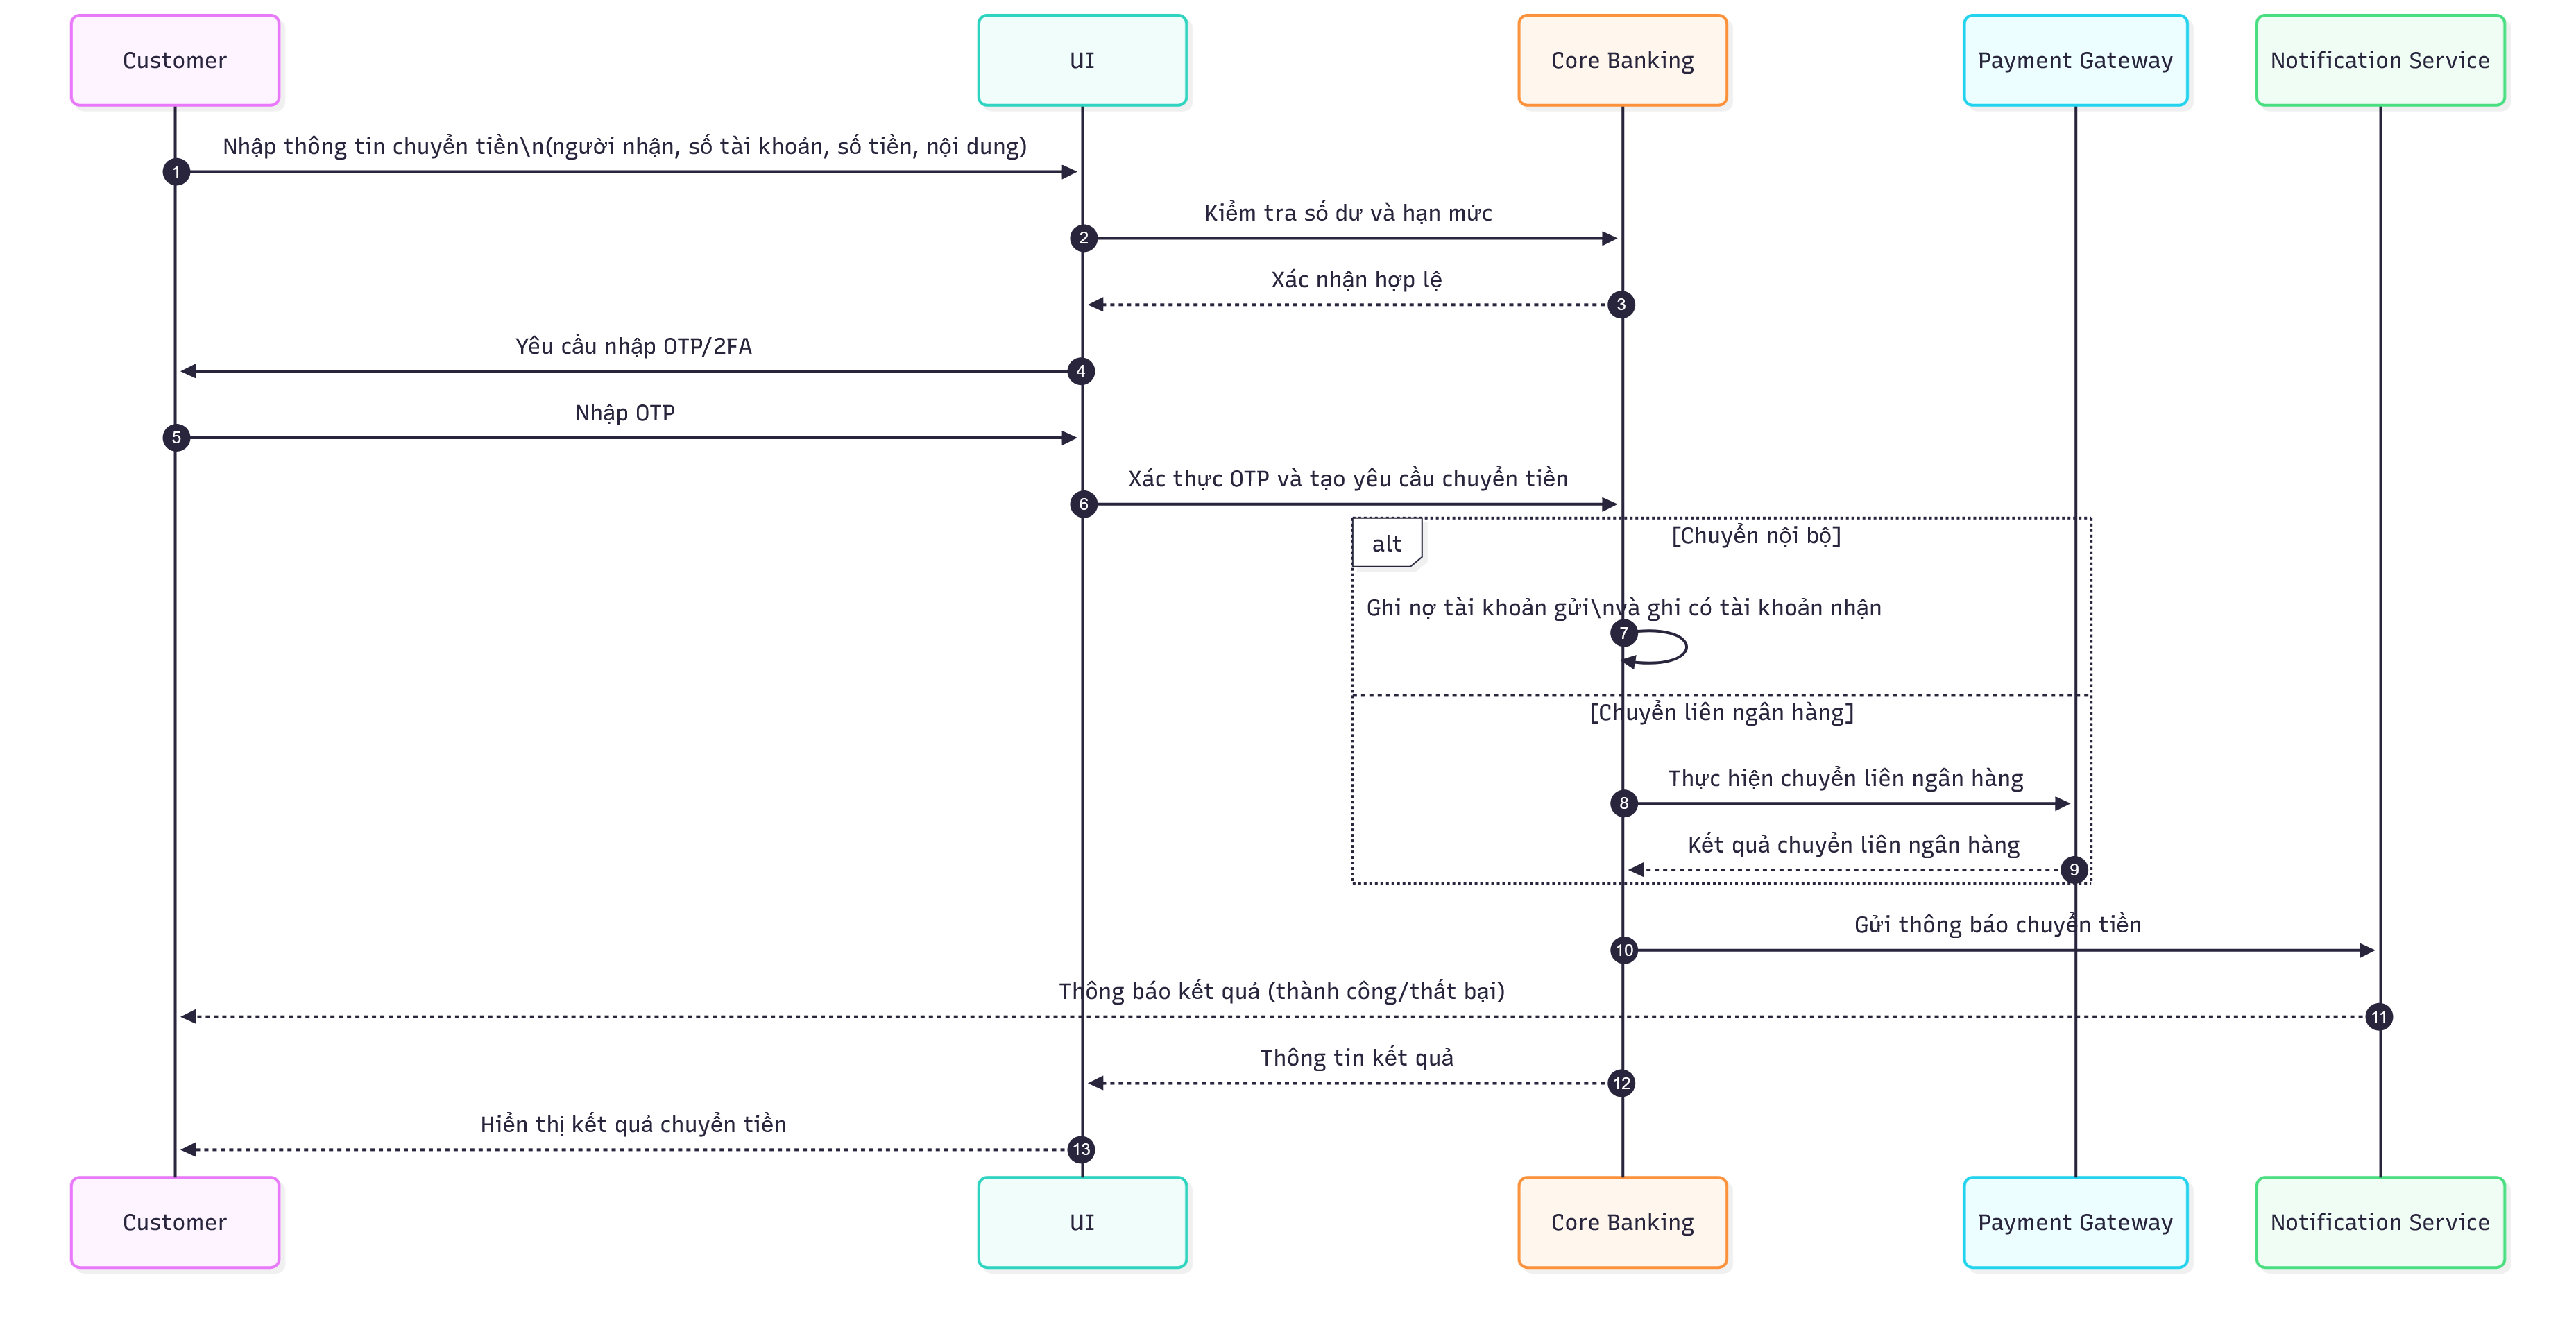 Customer
UI
Core Banking
Payment Gateway
Notification Service
Nhập thông tin chuyển tiền\n(người nhận, số tài khoản, số tiền, nội dung)
1
Kiểm tra số dư và hạn mức
2
Xác nhận hợp lệ
3
Yêu cầu nhập OTP/2FA
4
Nhập OTP
5
Xác thực OTP và tạo yêu cầu chuyển tiền
6
alt
[Chuyển nội bộ]
Ghi nợ tài khoản gửi\nvà ghi có tài khoản nhận
7
[Chuyển liên ngân hàng]
Thực hiện chuyển liên ngân hàng
8
Kết quả chuyển liên ngân hàng
9
Gửi thông báo chuyển tiền
10
Thông báo kết quả (thành công/thất bại)
11
Thông tin kết quả
12
Hiển thị kết quả chuyển tiền
13
Customer
UI
Core Banking
Payment Gateway
Notification Service